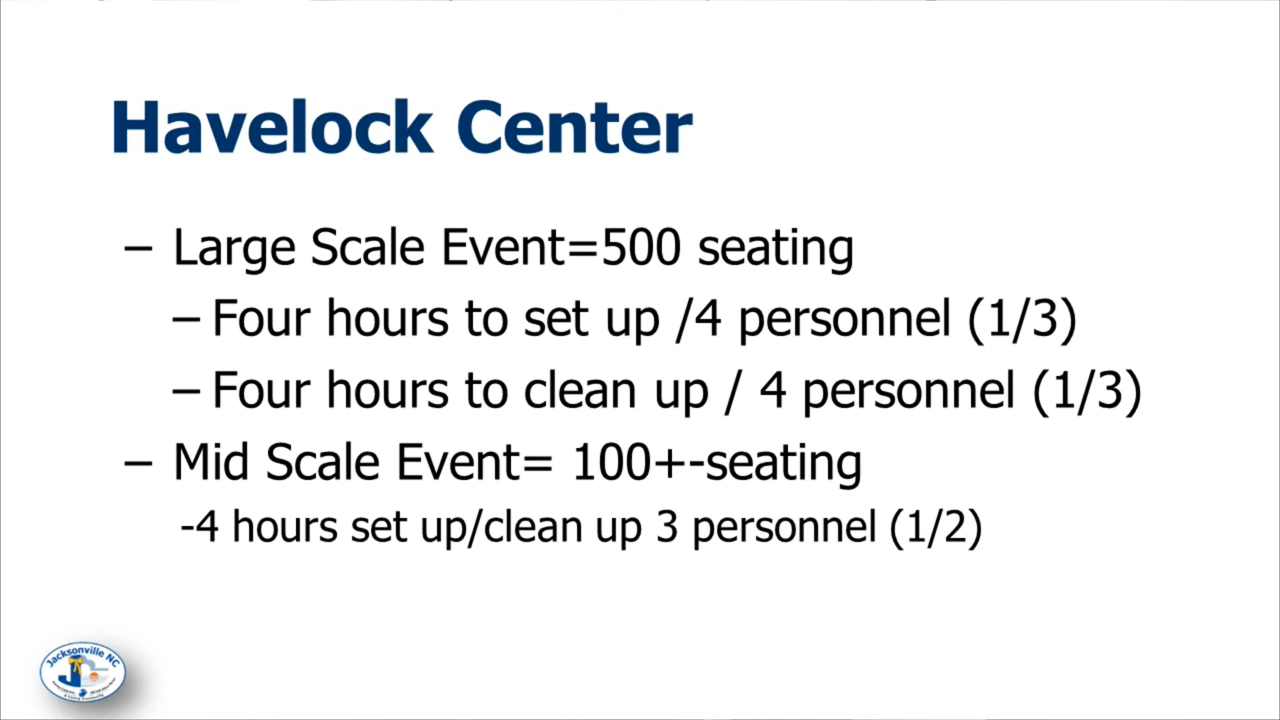 Havelock Center
– Large Scale Event=500 seating
– Four hours to set up /4 personnel (1/3)
– Four hours to clean up / 4 personnel (1/3)
– Mid Scale Event= 100+-seating
-4 hours set up/clean up 3 personnel (1/2)
Jacksonville NC